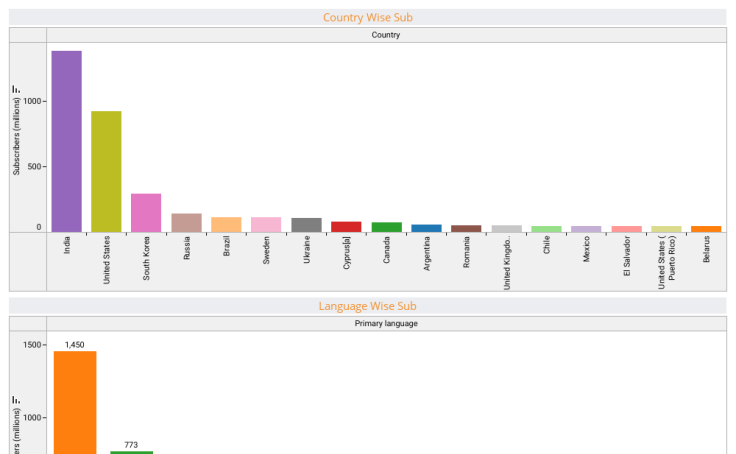 Country Wise Sub
Country
Subscribers (millions)
1000
500
0
India
United States
South Korea
Russia
Brazil
Sweden
Ukraine
Cyprus[a]
Canada
Argentina
Romania
United Kingdo..
Chile
Mexico
El Salvador
United States (
Puerto Rico)
Belarus
Language Wise Sub
Primary language
1500
1,450
1000
773
ers (millions)